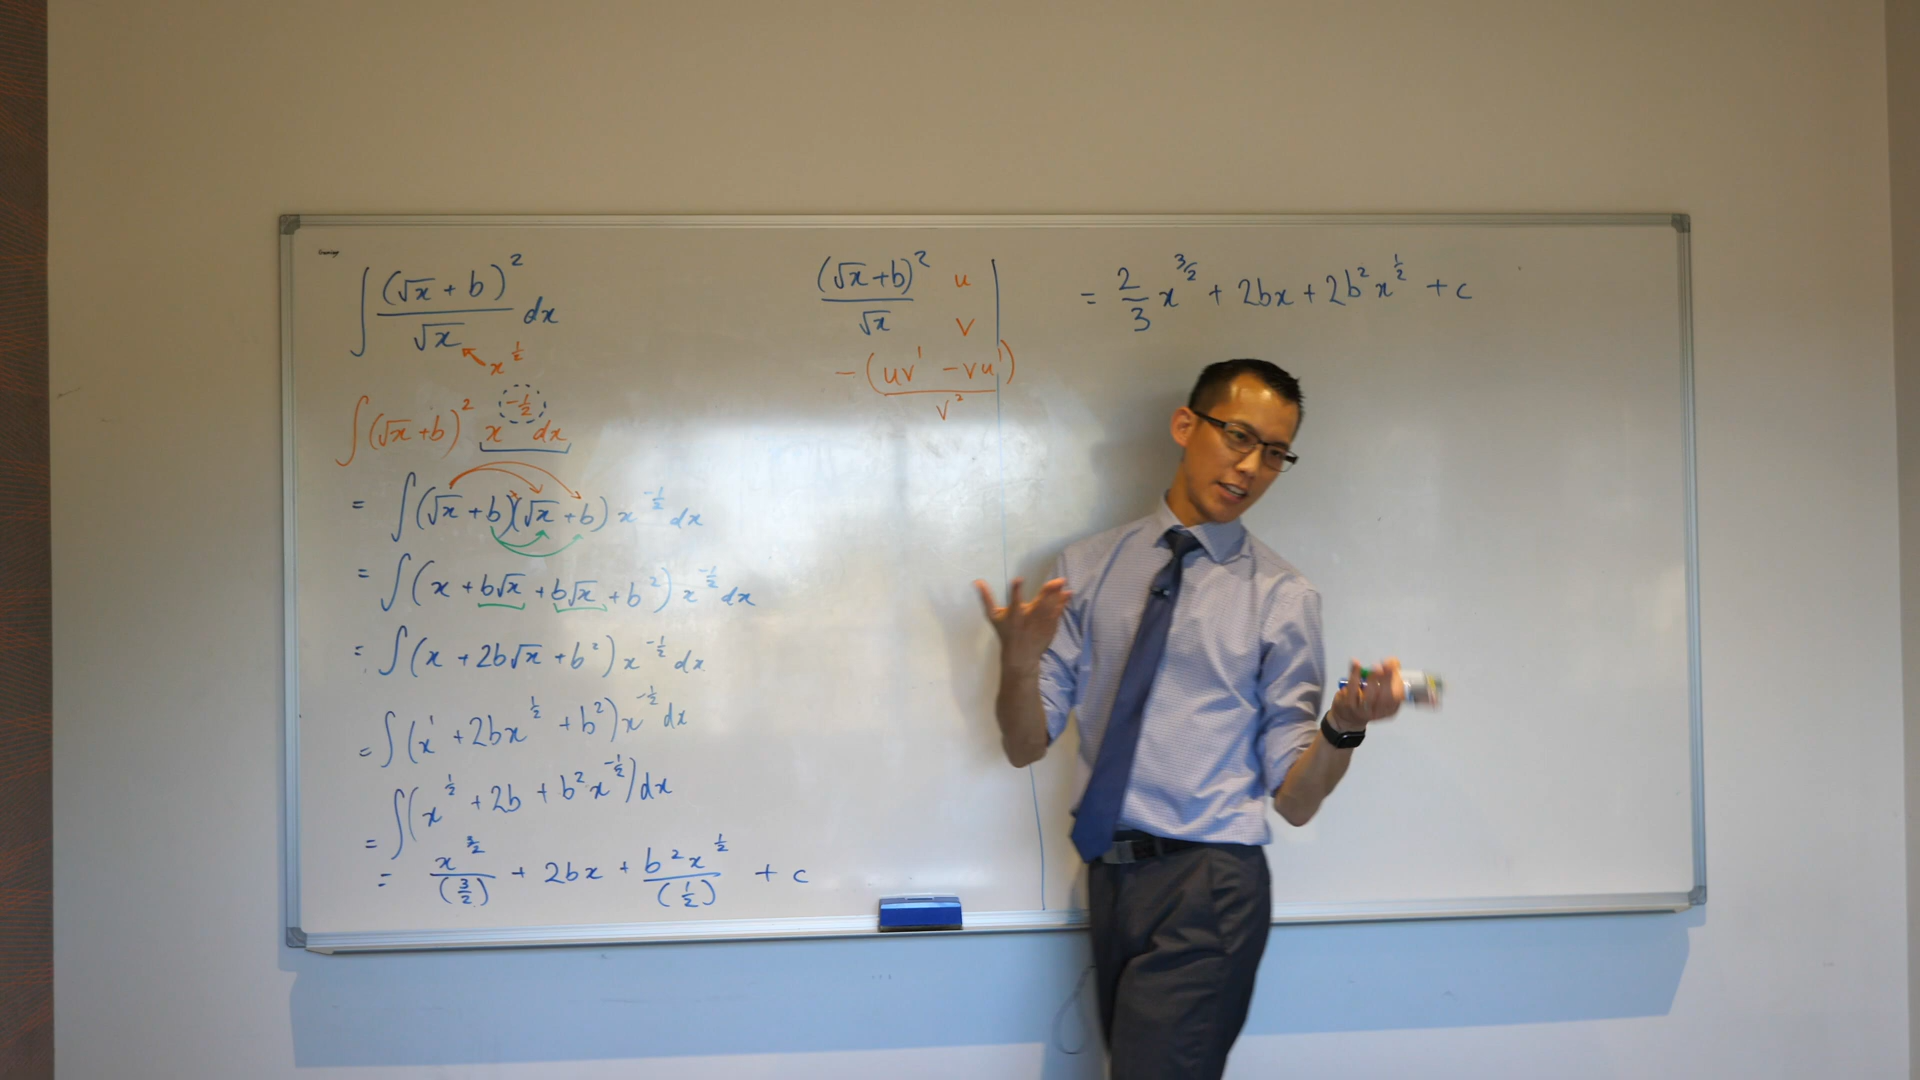 ∫ (√x + b)² / √x dx
x^(1/2)
∫ (√x + b)² x^(-1/2) dx
= ∫ (√x + b)(√x + b) x^(-1/2) dx
= ∫ (x + b√x + b√x + b²) x^(-1/2) dx
= ∫ (x + 2b√x + b²) x^(-1/2) dx
= ∫ (x¹ + 2bx^(1/2) + b²) x^(-1/2) dx
= ∫ (x^(1/2) + 2b + b²x^(-1/2)) dx
= x^(3/2) / (3/2) + 2bx + b²x^(1/2) / (1/2) + c
(√x + b)² / √x
u
v
-(uv' - vu') / v²
= 2/3 x^(3/2) + 2bx + 2b²x^(1/2) + c